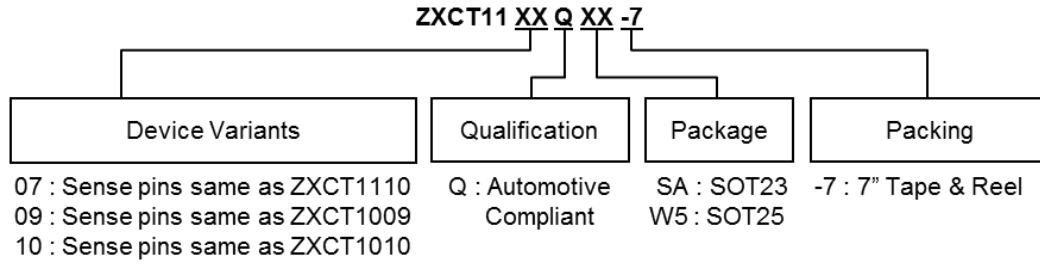 ZXCT11 XX Q XX -7
Device Variants
Qualification
Package
Packing
07 : Sense pins same as ZXCT1110
09 : Sense pins same as ZXCT1009
10 : Sense pins same as ZXCT1010
Q : Automotive
Compliant
SA : SOT23
W5 : SOT25
-7 : 7” Tape & Reel